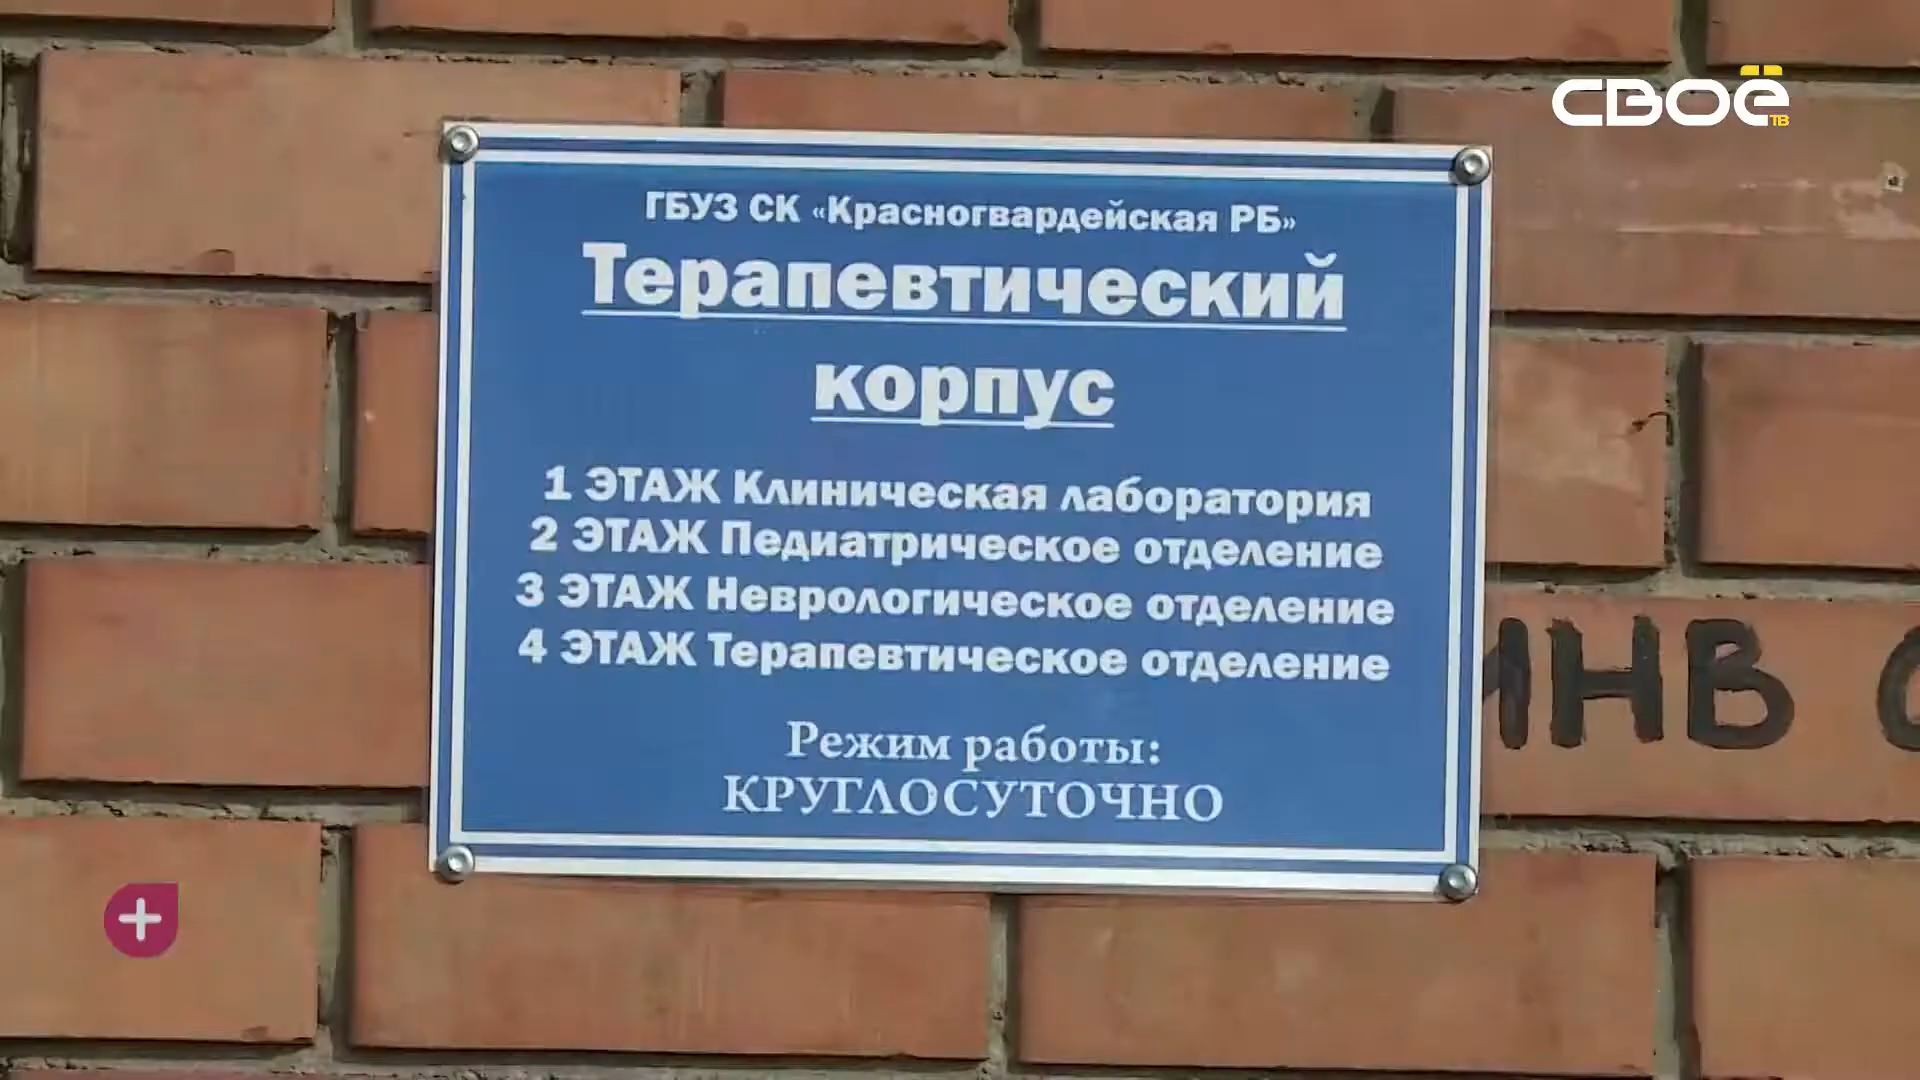 СВОЁ
ТВ
ГБУЗ СК «Красногвардейская РБ»
Терапевтический
корпус
1 ЭТАЖ Клиническая лаборатория
2 ЭТАЖ Педиатрическое отделение
3 ЭТАЖ Неврологическое отделение
4 ЭТАЖ Терапевтическое отделение
Режим работы:
КРУГЛОСУТОЧНО
ИНВ